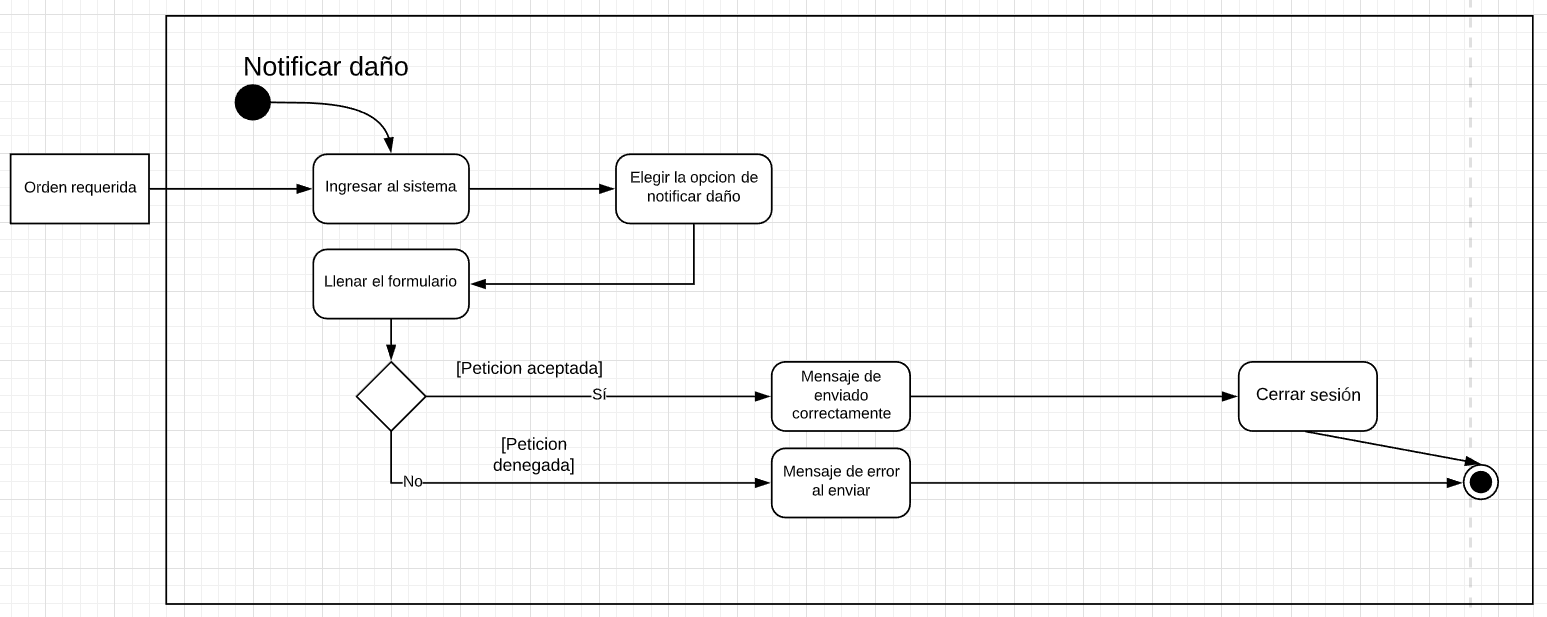 Notificar daño
Orden requerida
Ingresar al sistema
Elegir la opcion de
notificar daño
Llenar el formulario
[Peticion aceptada]
Sí
Mensaje de
enviado
correctamente
Cerrar sesión
[Peticion
denegada]
No
Mensaje de error
al enviar